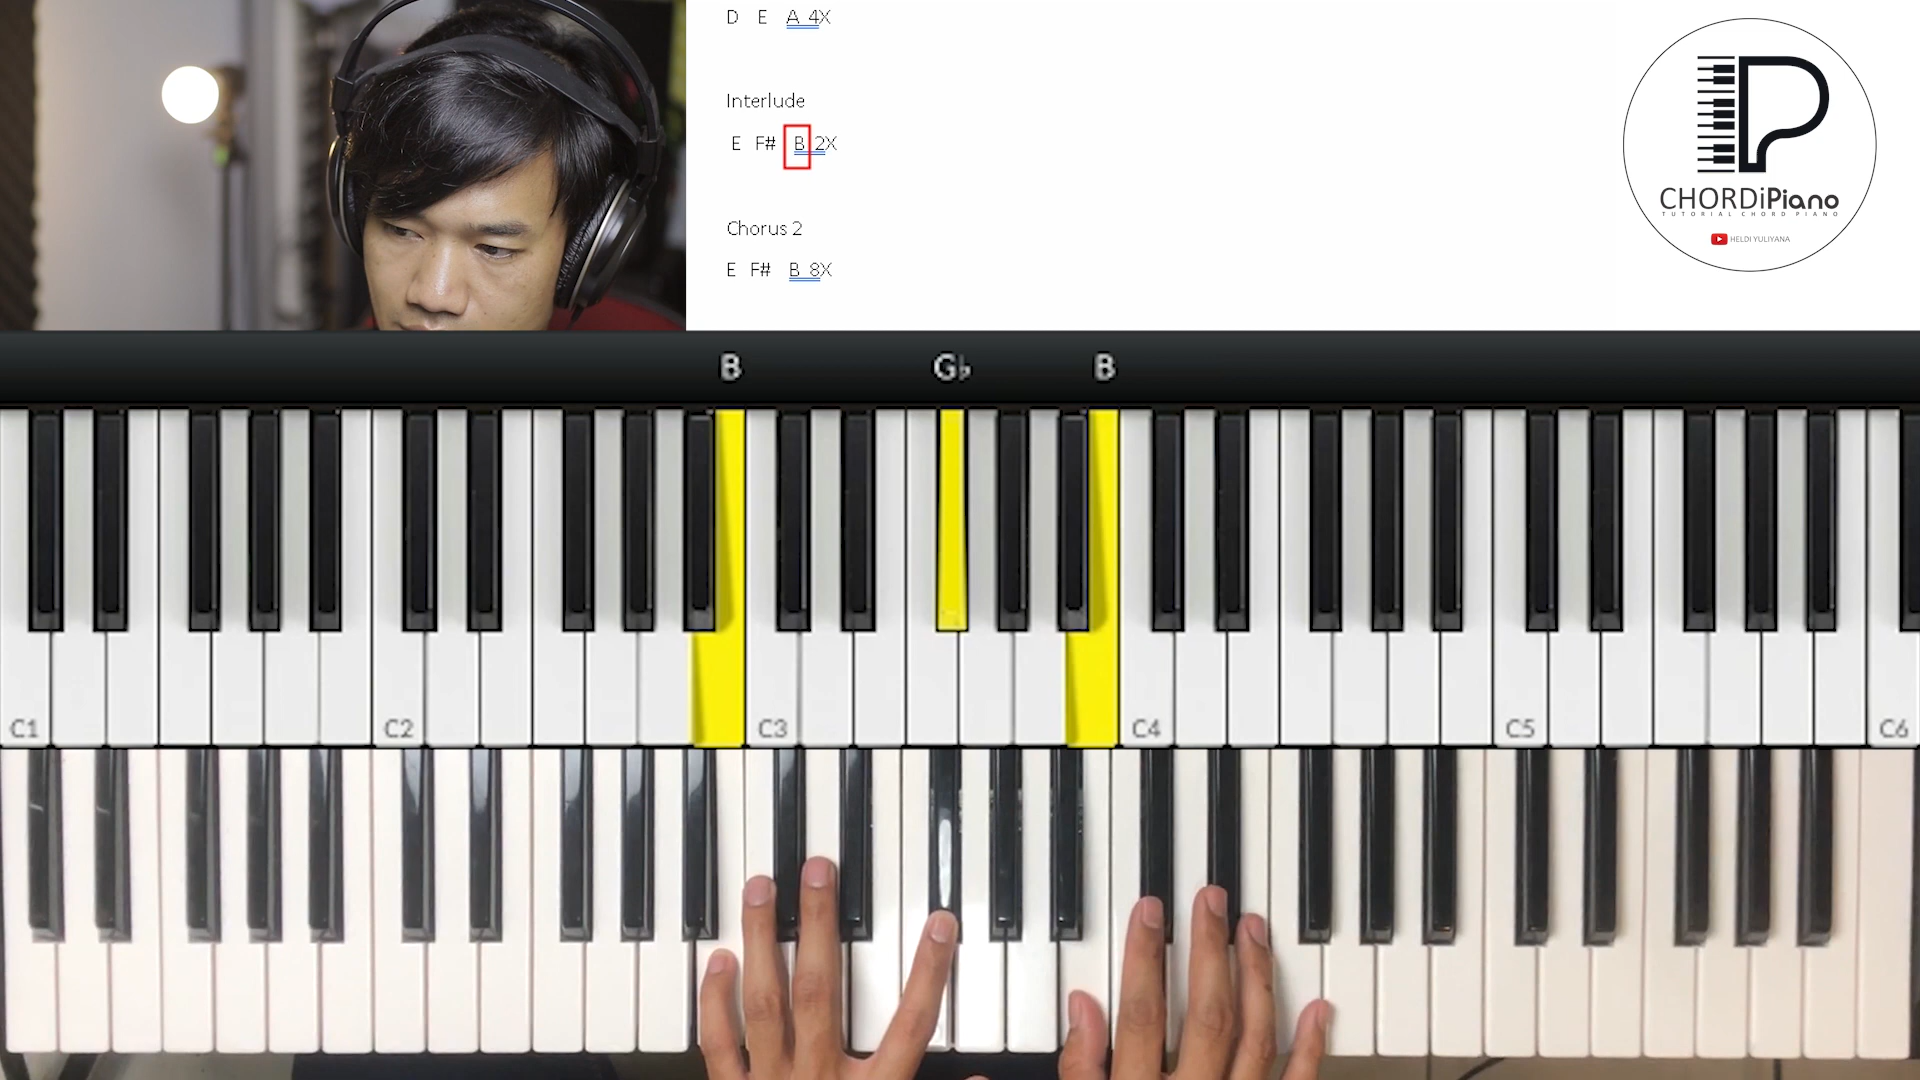 D E A 4X
Interlude
E F# B 2X
Chorus 2
E F# B 8X
P
CHORDiPiano
TUTORIAL CHORD PIANO
HELDI YULIYANA
B G♭ B
C1 C2 C3 C4 C5 C6